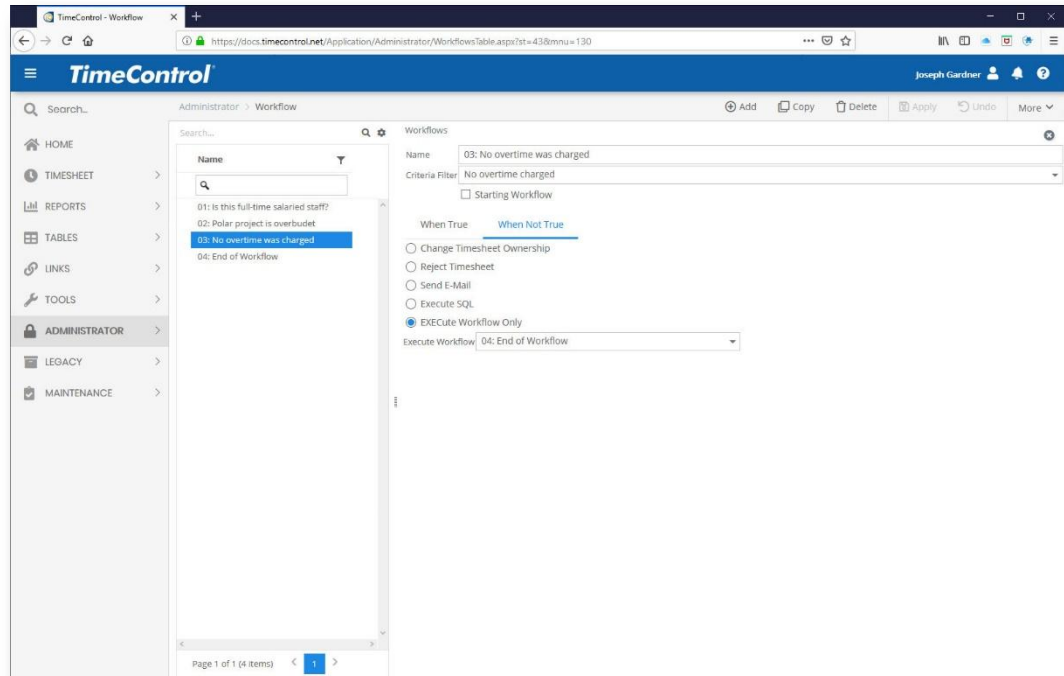 TimeControl - Workflow
https://docs.timecontrol.net/Application/Administrator/WorkflowsTable.aspx?st=43&mnu=130
TimeControl
Joseph Gardner
Search...
Administrator > Workflow
Add Copy Delete Apply Undo More
HOME
TIMESHEET
REPORTS
TABLES
LINKS
TOOLS
ADMINISTRATOR
LEGACY
MAINTENANCE
Search...
Name
01: Is this full-time salaried staff?
02: Polar project is overbudet
03: No overtime was charged
04: End of Workflow
Page 1 of 1 (4 items) < 1 >
Workflows
Name 03: No overtime was charged
Criteria Filter No overtime charged
Starting Workflow
When True When Not True
Change Timesheet Ownership
Reject Timesheet
Send E-Mail
Execute SQL
EXECute Workflow Only
Execute Workflow 04: End of Workflow